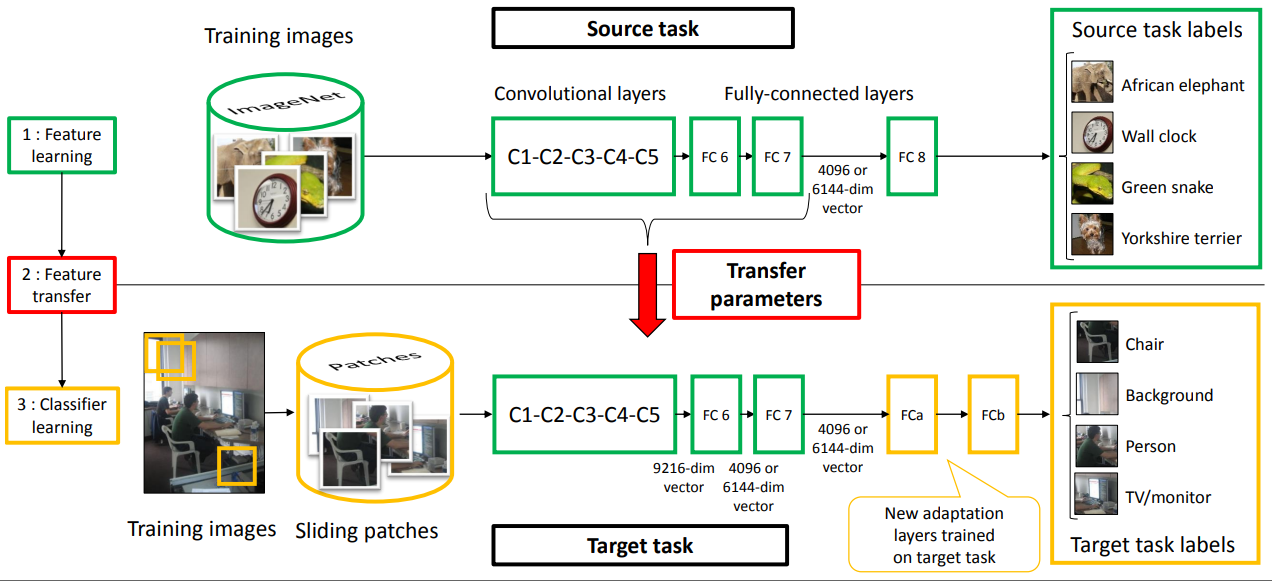 Training images
Source task
Source task labels
ImageNet
Convolutional layers
Fully-connected layers
1 : Feature
learning
C1-C2-C3-C4-C5
FC 6
FC 7
4096 or
6144-dim
vector
FC 8
African elephant
Wall clock
Green snake
Yorkshire terrier
2 : Feature
transfer
Transfer
parameters
3 : Classifier
learning
Patches
C1-C2-C3-C4-C5
FC 6
FC 7
FCa
FCb
9216-dim
vector
4096 or
6144-dim
vector
4096 or
6144-dim
vector
Chair
Background
Person
TV/monitor
Training images
Sliding patches
Target task
New adaptation
layers trained
on target task
Target task labels